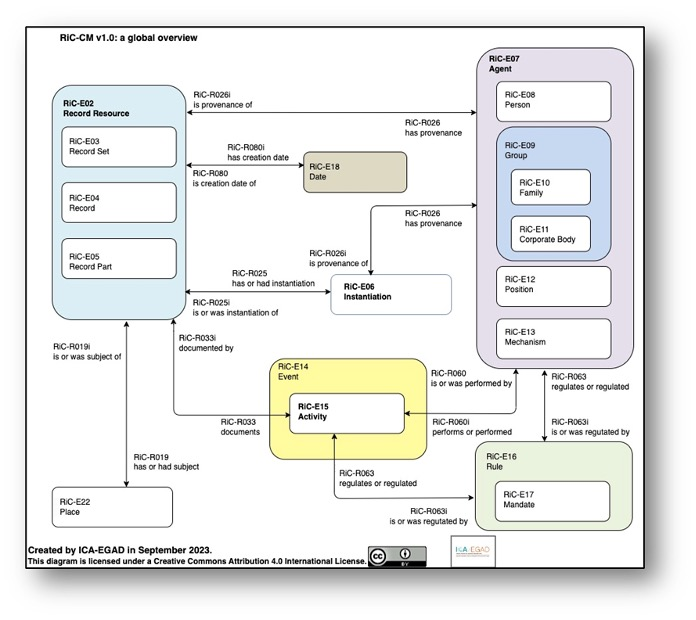 RiC-CM v1.0: a global overview
RiC-E07
Agent
RiC-E02
Record Resource
RiC-R026i
is provenance of
RiC-R026
has provenance
RiC-E08
Person
RiC-E03
Record Set
RiC-R080i
has creation date
RiC-R080
is creation date of
RiC-E18
Date
RiC-E09
Group
RiC-E10
Family
RiC-E04
Record
RiC-R026
has provenance
RiC-E11
Corporate Body
RiC-E05
Record Part
RiC-R026i
is provenance of
RiC-R025
has or had instantiation
RiC-R025i
is or was instantiation of
RiC-E06
Instantiation
RiC-E12
Position
RiC-E13
Mechanism
RiC-R019i
is or was subject of
RiC-R033i
documented by
RiC-E14
Event
RiC-E15
Activity
RiC-R060
is or was performed by
RiC-R063
regulates or regulated
RiC-R033
documents
RiC-R060i
performs or performed
RiC-R063i
is or was regutated by
RiC-R019
has or had subject
RiC-R063
regulates or regulated
RiC-E16
Rule
RiC-E17
Mandate
RiC-E22
Place
RiC-R063i
is or was regutated by
Created by ICA-EGAD in September 2023.
This diagram is licensed under a Creative Commons Attribution 4.0 International License.
cc
BY
ICA EGAD